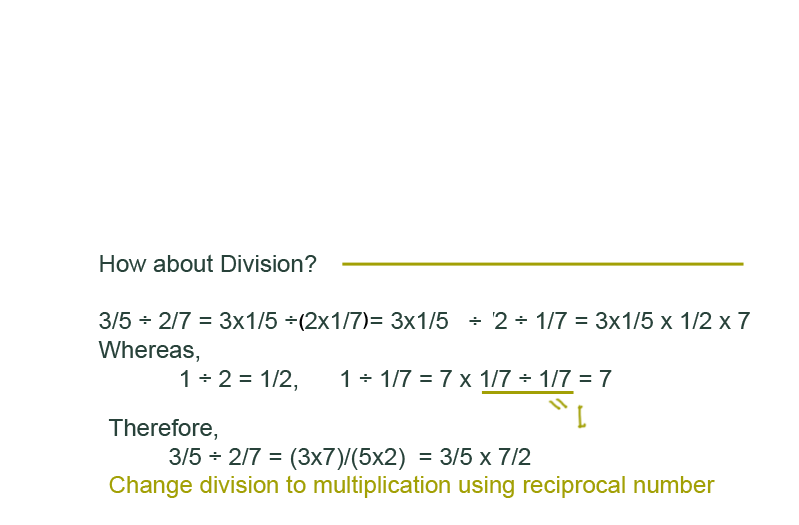 How about Division?
3/5 ÷ 2/7 = 3x1/5 ÷(2x1/7)= 3x1/5 ÷ 2 ÷ 1/7 = 3x1/5 x 1/2 x 7
Whereas,
1 ÷ 2 = 1/2, 1 ÷ 1/7 = 7 x 1/7 ÷ 1/7 = 7
Therefore,
3/5 ÷ 2/7 = (3x7)/(5x2) = 3/5 x 7/2
Change division to multiplication using reciprocal number